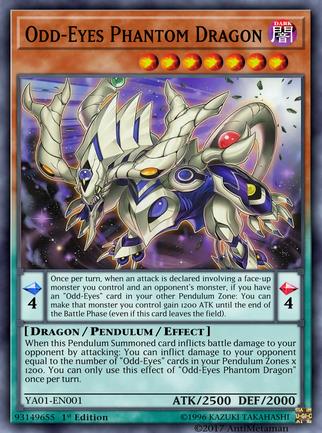 ODD-EYES PHANTOM DRAGON
DARK
闇
Once per turn, when an attack is declared involving a face-up
monster you control and an opponent's monster, if you have
an "Odd-Eyes" card in your other Pendulum Zone: You can
make that monster you control gain 1200 ATK until the end of
the Battle Phase (even if this card leaves the field).
4
4
[DRAGON / PENDULUM / EFFECT]
When this Pendulum Summoned card inflicts battle damage to your
opponent by attacking: You can inflict damage to your opponent
equal to the number of "Odd-Eyes" cards in your Pendulum Zones x
1200. You can only use this effect of "Odd-Eyes Phantom Dragon"
once per turn.
YA01-EN001
ATK/2500 DEF/2000
93149655 1st Edition
©1996 KAZUKI TAKAHASHI
©2017 AntiMetaman